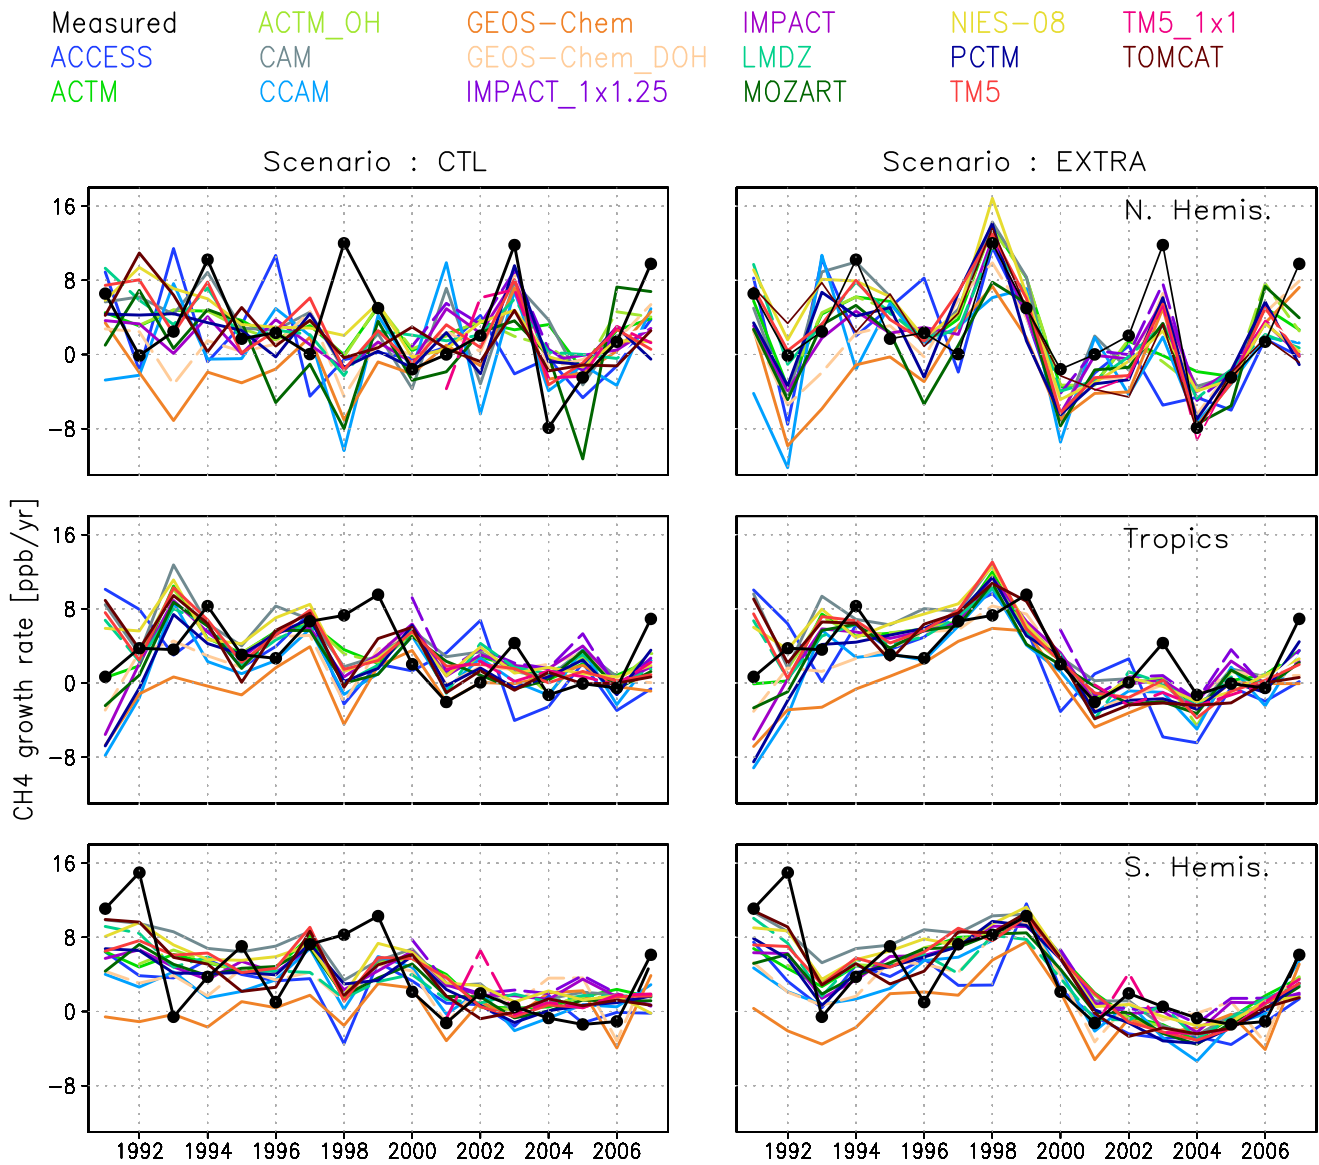 Measured ACTM_OH GEOS-Chem IMPACT NIES-08 TM5_1x1
ACCESS CAM GEOS-Chem_DOH LMDZ PCTM TOMCAT
ACTM CCAM IMPACT_1x1.25 MOZART TM5
Scenario : CTL Scenario : EXTRA
16 N. Hemis.
8
0
-8
CH4 growth rate [ppb/yr]
16 Tropics
8
0
-8
16 S. Hemis.
8
0
-8
1992 1994 1996 1998 2000 2002 2004 2006 1992 1994 1996 1998 2000 2002 2004 2006